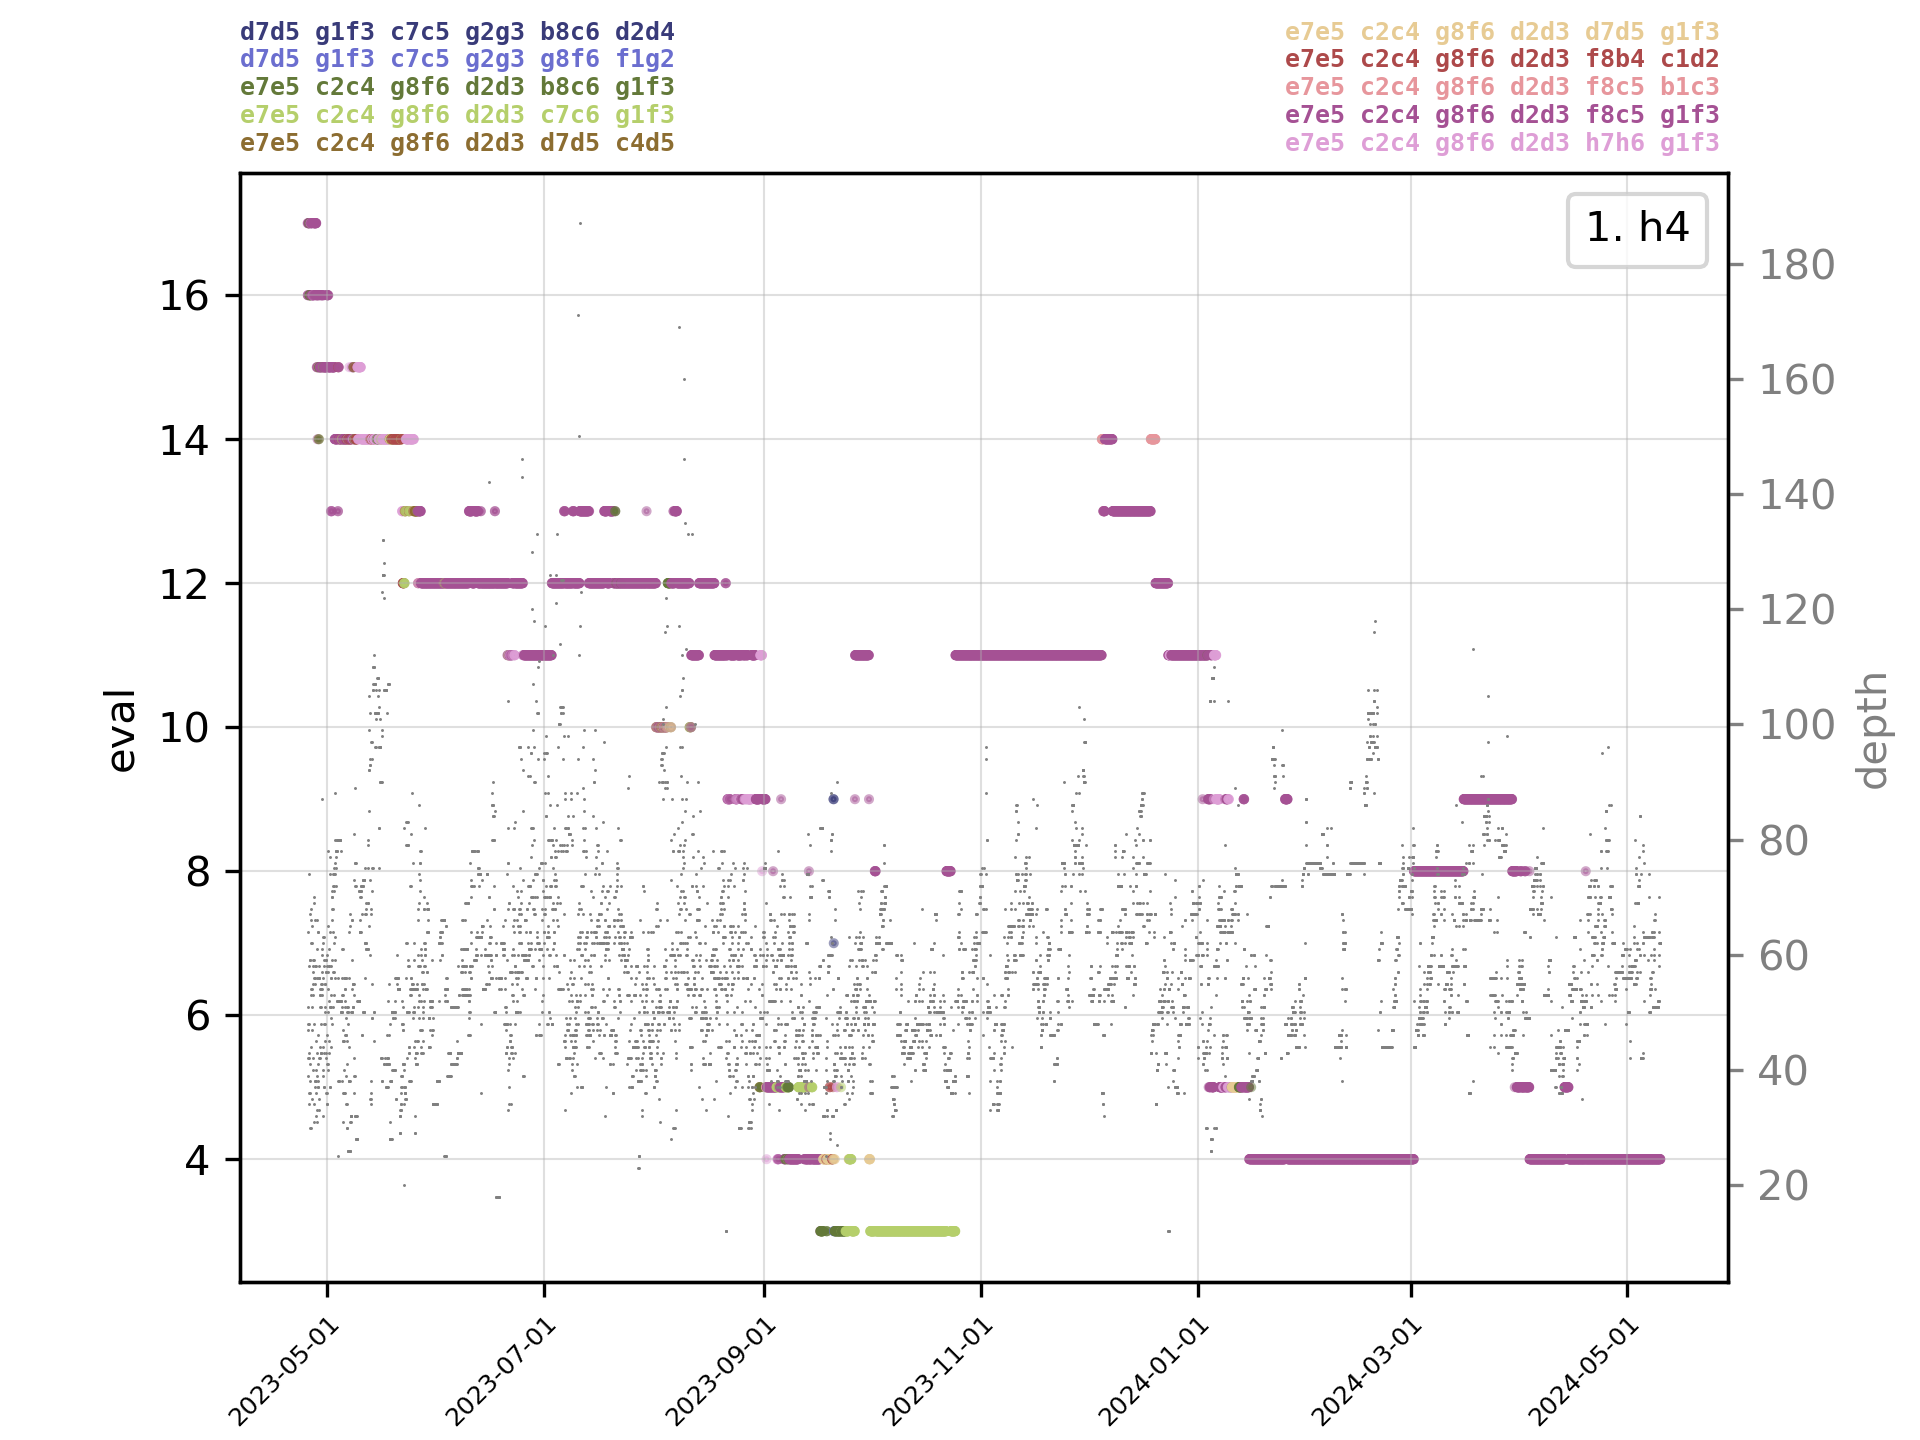 d7d5 g1f3 c7c5 g2g3 b8c6 d2d4
d7d5 g1f3 c7c5 g2g3 g8f6 f1g2
e7e5 c2c4 g8f6 d2d3 b8c6 g1f3
e7e5 c2c4 g8f6 d2d3 c7c6 g1f3
e7e5 c2c4 g8f6 d2d3 d7d5 c4d5
e7e5 c2c4 g8f6 d2d3 d7d5 g1f3
e7e5 c2c4 g8f6 d2d3 f8b4 c1d2
e7e5 c2c4 g8f6 d2d3 f8c5 b1c3
e7e5 c2c4 g8f6 d2d3 f8c5 g1f3
e7e5 c2c4 g8f6 d2d3 h7h6 g1f3
1. h4
eval
16
14
12
10
8
6
4
depth
180
160
140
120
100
80
60
40
20
2023-05-01
2023-07-01
2023-09-01
2023-11-01
2024-01-01
2024-03-01
2024-05-01